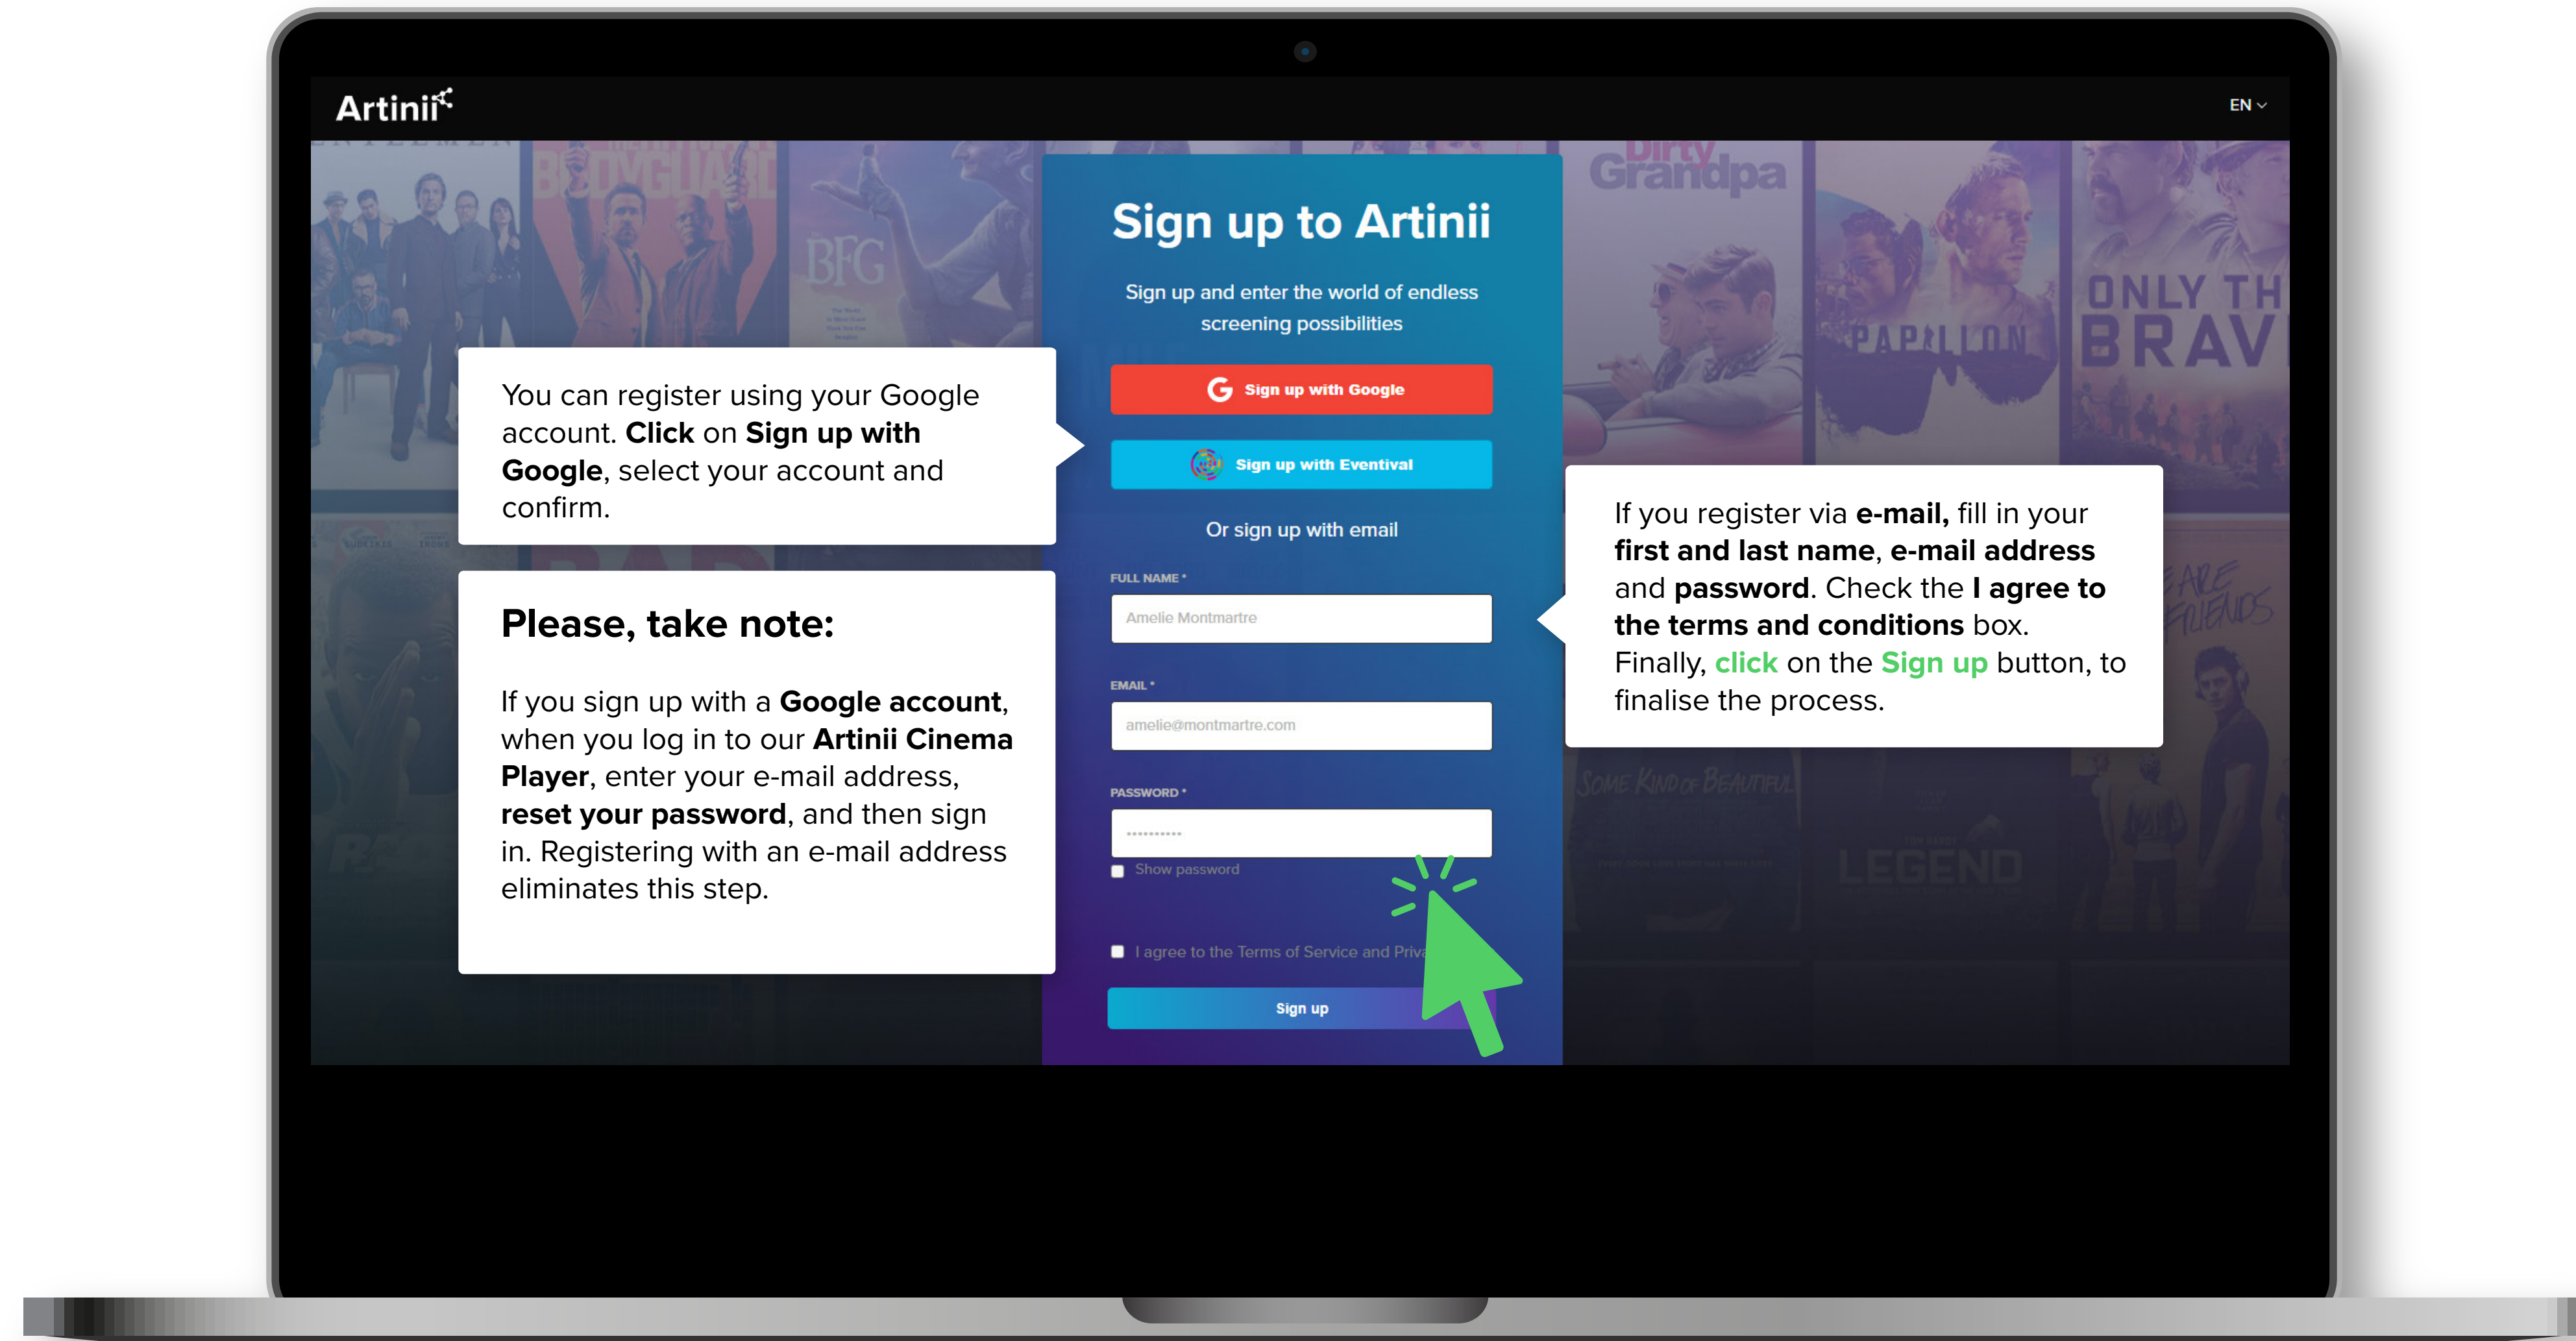 Artinii
EN
BODYGUARD
BFG
Dirty
Grandpa
PAPILLON
ONLY TH
BRAV
Sign up to Artinii
Sign up and enter the world of endless
screening possibilities
Sign up with Google
Sign up with Eventival
Or sign up with email
FULL NAME *
Amelie Montmartre
EMAIL *
amelie@montmartre.com
PASSWORD *
Show password
I agree to the Terms of Service and Priva
Sign up
You can register using your Google
account. Click on Sign up with
Google, select your account and
confirm.
Please, take note:
If you sign up with a Google account,
when you log in to our Artinii Cinema
Player, enter your e-mail address,
reset your password, and then sign
in. Registering with an e-mail address
eliminates this step.
If you register via e-mail, fill in your
first and last name, e-mail address
and password. Check the I agree to
the terms and conditions box.
Finally, click on the Sign up button, to
finalise the process.
ARE
FRIENDS
SOME KIND OF BEAUTIFUL
TOM HARDY
LEGEND